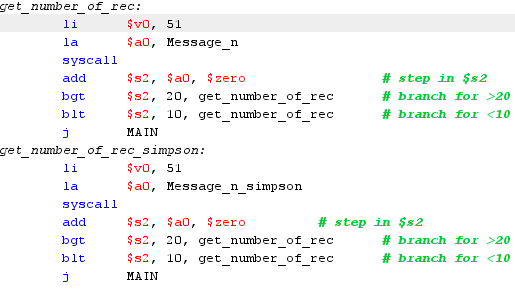 get_number_of_rec:
li $v0, 51
la $a0, Message_n
syscall
add $s2, $a0, $zero # step in $s2
bgt $s2, 20, get_number_of_rec # branch for >20
blt $s2, 10, get_number_of_rec # branch for <10
j MAIN
get_number_of_rec_simpson:
li $v0, 51
la $a0, Message_n_simpson
syscall
add $s2, $a0, $zero # step in $s2
bgt $s2, 20, get_number_of_rec # branch for >20
blt $s2, 10, get_number_of_rec # branch for <10
j MAIN